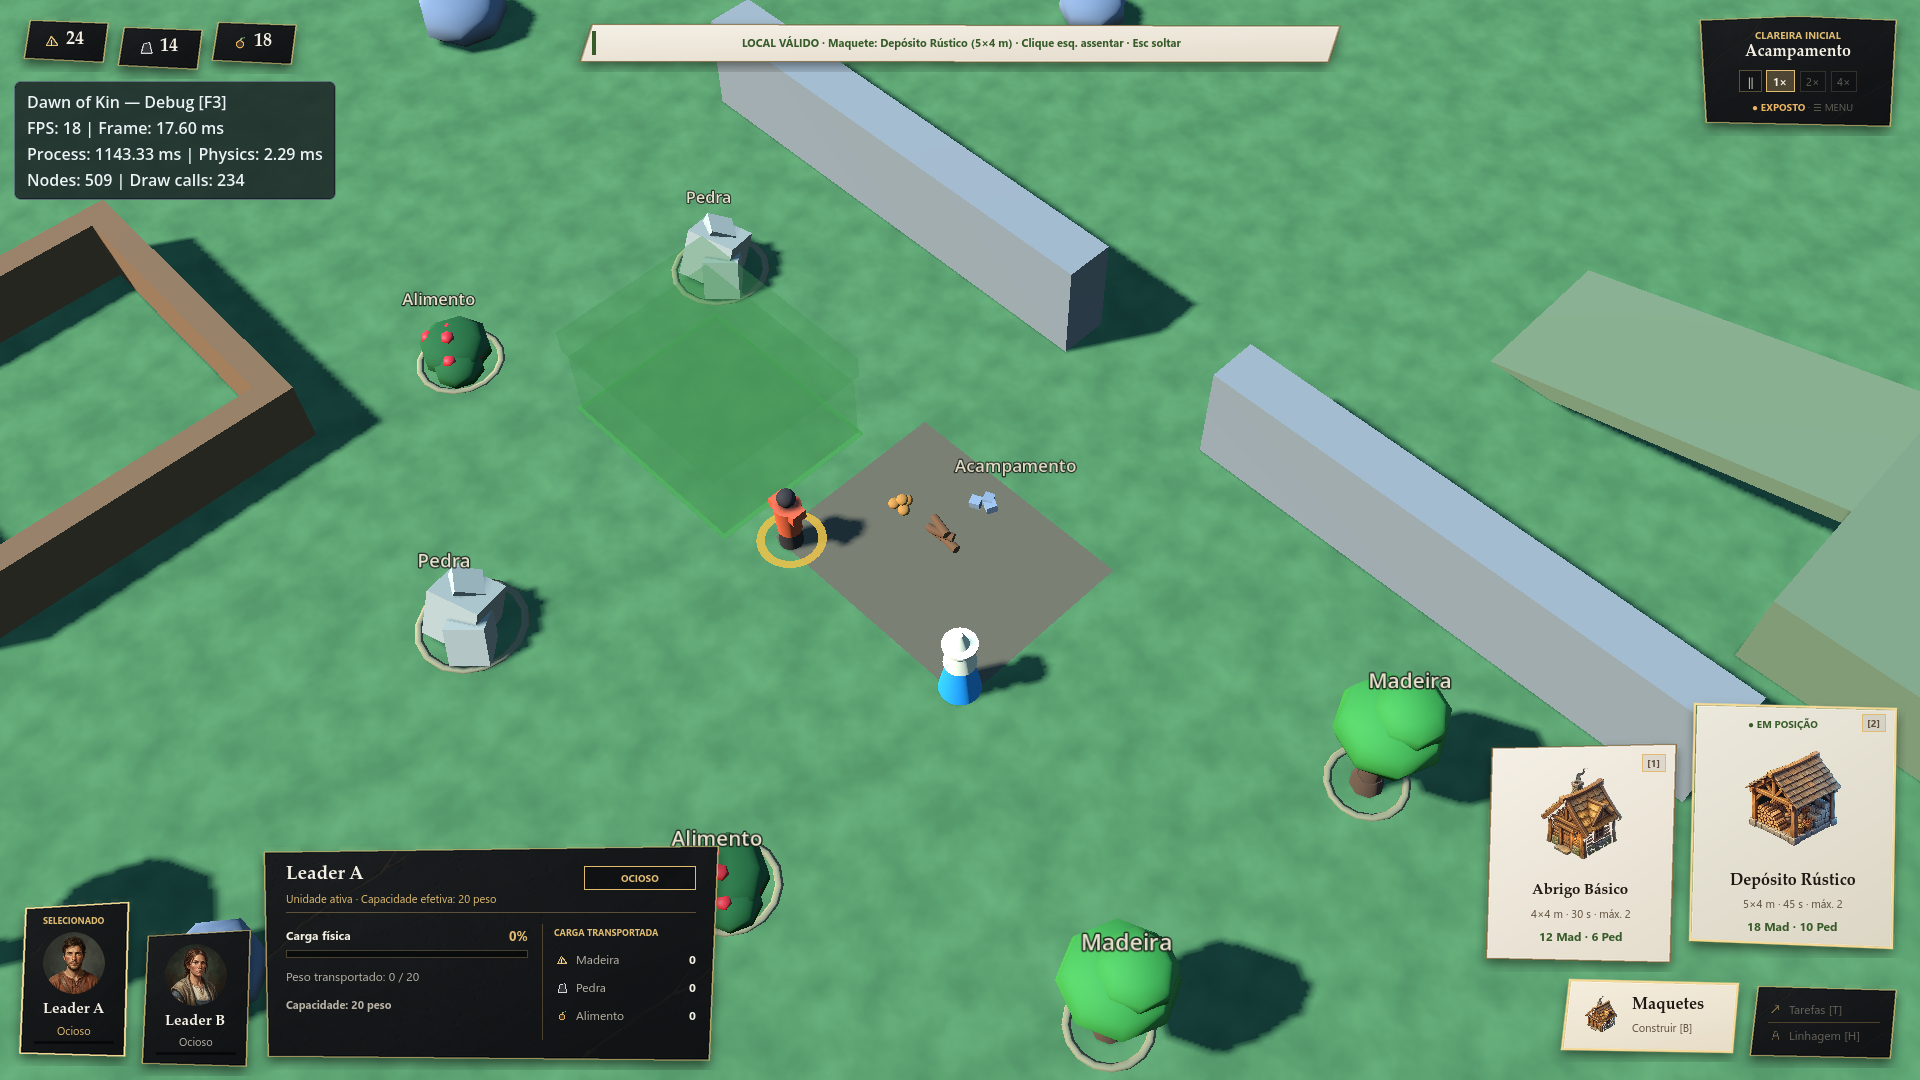 24
14
18
LOCAL VÁLIDO · Maquete: Depósito Rústico (5×4 m) · Clique esq. assentar · Esc soltar
CLAREIRA INICIAL
Acampamento
|| 1× 2× 4×
● EXPOSTO · ☰ MENU
Dawn of Kin — Debug [F3]
FPS: 18 | Frame: 17.60 ms
Process: 1143.33 ms | Physics: 2.29 ms
Nodes: 509 | Draw calls: 234
Pedra
Alimento
Acampamento
Pedra
Madeira
Alimento
Madeira
SELECIONADO
Leader A
Ocioso
Leader B
Ocioso
Leader A
OCIOSO
Unidade ativa · Capacidade efetiva: 20 peso
Carga física 0%
Peso transportado: 0 / 20
Capacidade: 20 peso
CARGA TRANSPORTADA
Madeira 0
Pedra 0
Alimento 0
[1]
Abrigo Básico
4×4 m · 30 s · máx. 2
12 Mad · 6 Ped
● EM POSIÇÃO
[2]
Depósito Rústico
5×4 m · 45 s · máx. 2
18 Mad · 10 Ped
Maquetes
Construir [B]
Tarefas [T]
Linhagem [H]